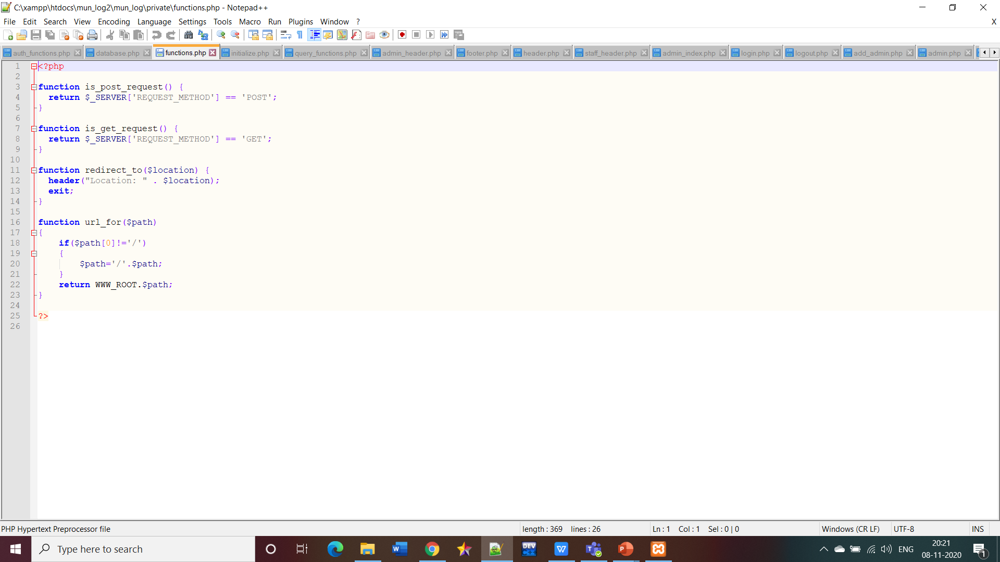 C:\xampp\htdocs\mun_log2\mun_log\private\functions.php - Notepad++
File Edit Search View Encoding Language Settings Tools Macro Run Plugins Window ? X
auth_functions.php database.php functions.php initialize.php query_functions.php admin_header.php footer.php header.php staff_header.php admin_index.php login.php logout.php add_admin.php admin.php
1 <?php
2
3 function is_post_request() {
4 return $_SERVER['REQUEST_METHOD'] == 'POST';
5 }
6
7 function is_get_request() {
8 return $_SERVER['REQUEST_METHOD'] == 'GET';
9 }
10
11 function redirect_to($location) {
12 header("Location: " . $location);
13 exit;
14 }
15
16 function url_for($path)
17 {
18 if($path[0]!='/')
19 {
20 $path='/'.$path;
21 }
22 return WWW_ROOT.$path;
23 }
24
25 ?>
26
PHP Hypertext Preprocessor file length : 369 lines : 26 Ln : 1 Col : 1 Sel : 0 | 0 Windows (CR LF) UTF-8 INS
Type here to search DEV C++ ENG 20:21
08-11-2020 1